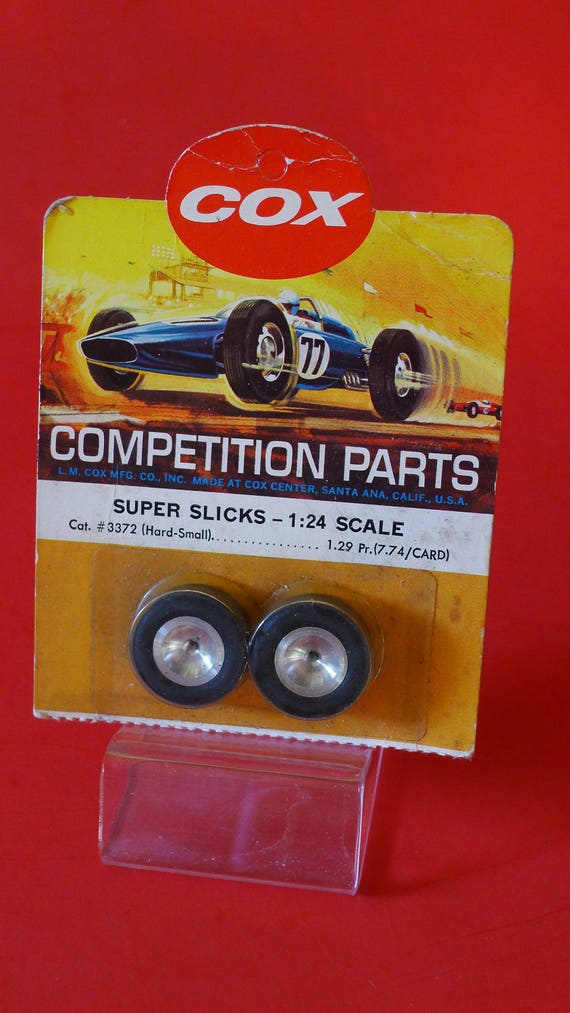 COX
77
COMPETITION PARTS
L.M. COX MFG. CO., INC. MADE AT COX CENTER, SANTA ANA, CALIF., U.S.A.
SUPER SLICKS – 1:24 SCALE
Cat. #3372 (Hard-Small)................ 1.29 Pr.(7.74/CARD)